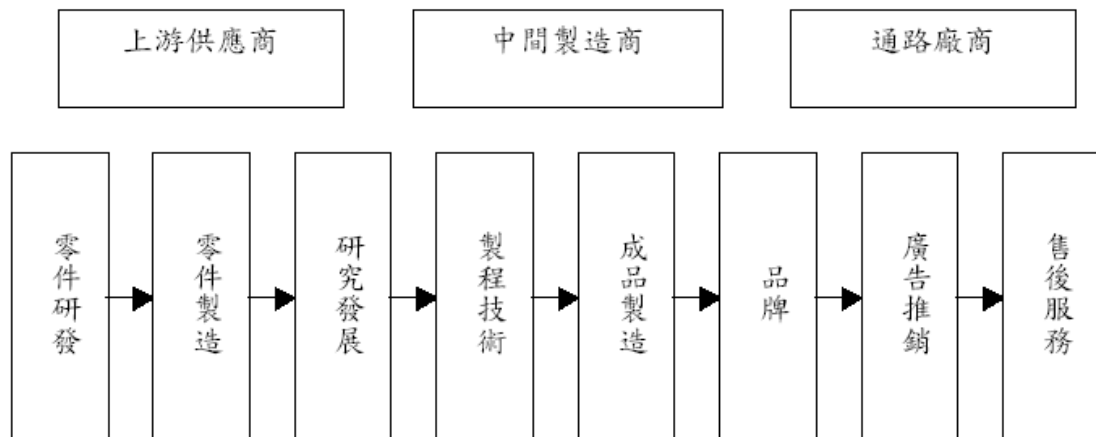 上游供應商
中間製造商
通路廠商
零件研發
零件製造
研究發展
製程技術
成品製造
品牌
廣告推銷
售後服務